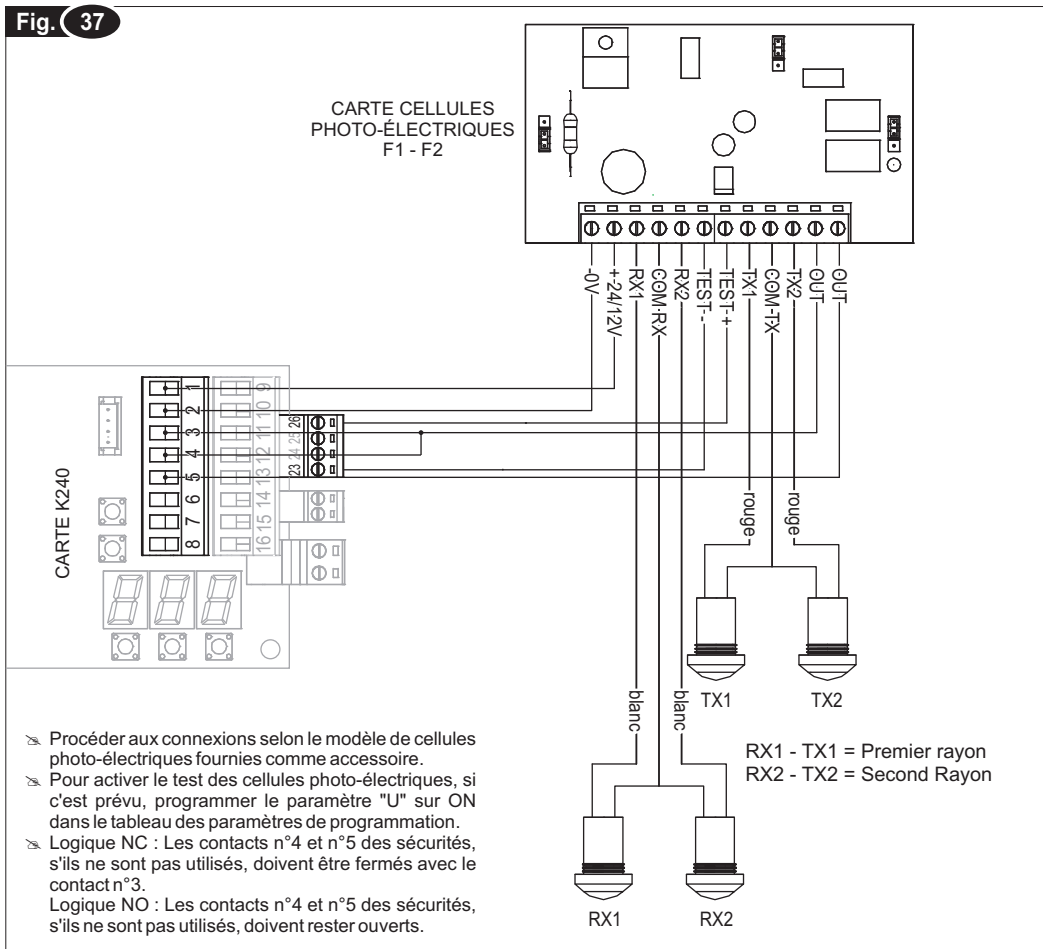 Fig. 37
CARTE CELLULES
PHOTO-ÉLECTRIQUES
F1 - F2
-0V
+-24/12V
RX1
COM-RX
RX2
TEST--
TEST-+
TX1
COM-TX
TX2
OUT
OUT
CARTE K240
1
2
3
4
5
6
7
8
9
10
11
12
13
14
15
16
26
25
24
23
rouge
rouge
TX1
TX2
blanc
blanc
RX1 - TX1 = Premier rayon
RX2 - TX2 = Second Rayon
RX1
RX2
Procéder aux connexions selon le modèle de cellules
photo-électriques fournies comme accessoire.
Pour activer le test des cellules photo-électriques, si
c'est prévu, programmer le paramètre "U" sur ON
dans le tableau des paramètres de programmation.
Logique NC : Les contacts n°4 et n°5 des sécurités,
s'ils ne sont pas utilisés, doivent être fermés avec le
contact n°3.
Logique NO : Les contacts n°4 et n°5 des sécurités,
s'ils ne sont pas utilisés, doivent rester ouverts.